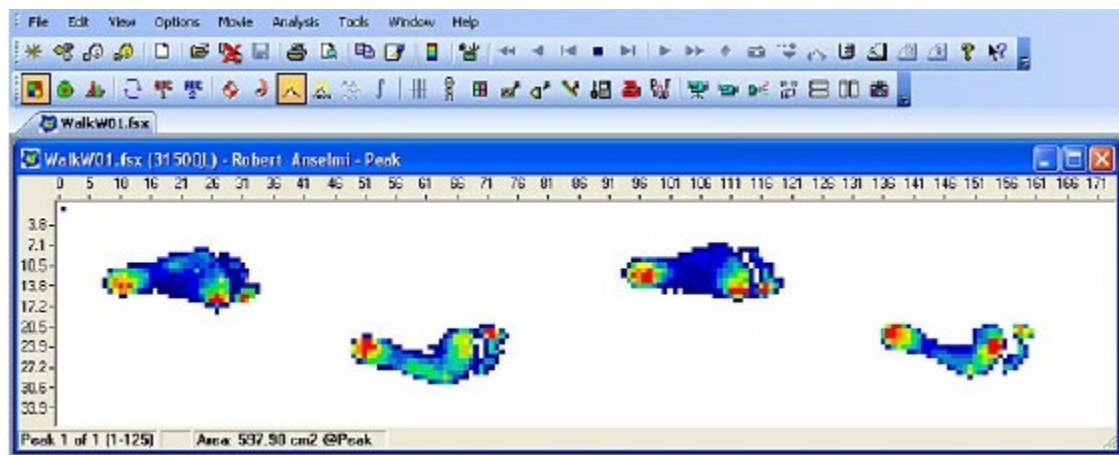 File Edit View Options Movie Analysis Tools Window Help
WalkW01.fsx
WalkW01.fsx (3150QL) - Robert Anselmi - Peak
0 5 10 16 21 26 31 36 41 46 51 56 61 66 71 76 81 86 91 96 101 106 111 116 121 126 131 136 141 146 151 156 161 166 171
3.8
7.1
10.5
13.8
17.2
20.5
23.9
27.2
30.6
33.9
Peak 1 of 1 (1-125) Area: 597.90 cm2 @Peak